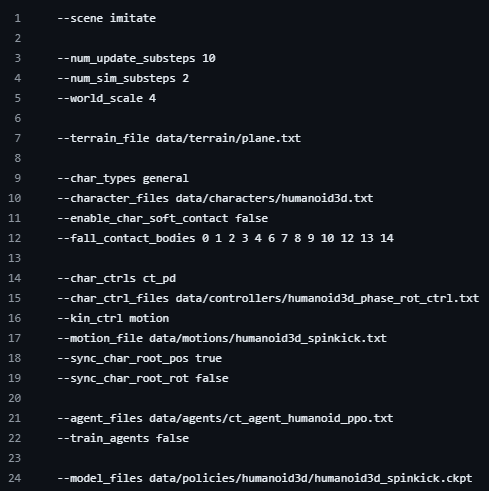 1 --scene imitate
2
3 --num_update_substeps 10
4 --num_sim_substeps 2
5 --world_scale 4
6
7 --terrain_file data/terrain/plane.txt
8
9 --char_types general
10 --character_files data/characters/humanoid3d.txt
11 --enable_char_soft_contact false
12 --fall_contact_bodies 0 1 2 3 4 6 7 8 9 10 12 13 14
13
14 --char_ctrls ct_pd
15 --char_ctrl_files data/controllers/humanoid3d_phase_rot_ctrl.txt
16 --kin_ctrl motion
17 --motion_file data/motions/humanoid3d_spinkick.txt
18 --sync_char_root_pos true
19 --sync_char_root_rot false
20
21 --agent_files data/agents/ct_agent_humanoid_ppo.txt
22 --train_agents false
23
24 --model_files data/policies/humanoid3d/humanoid3d_spinkick.ckpt